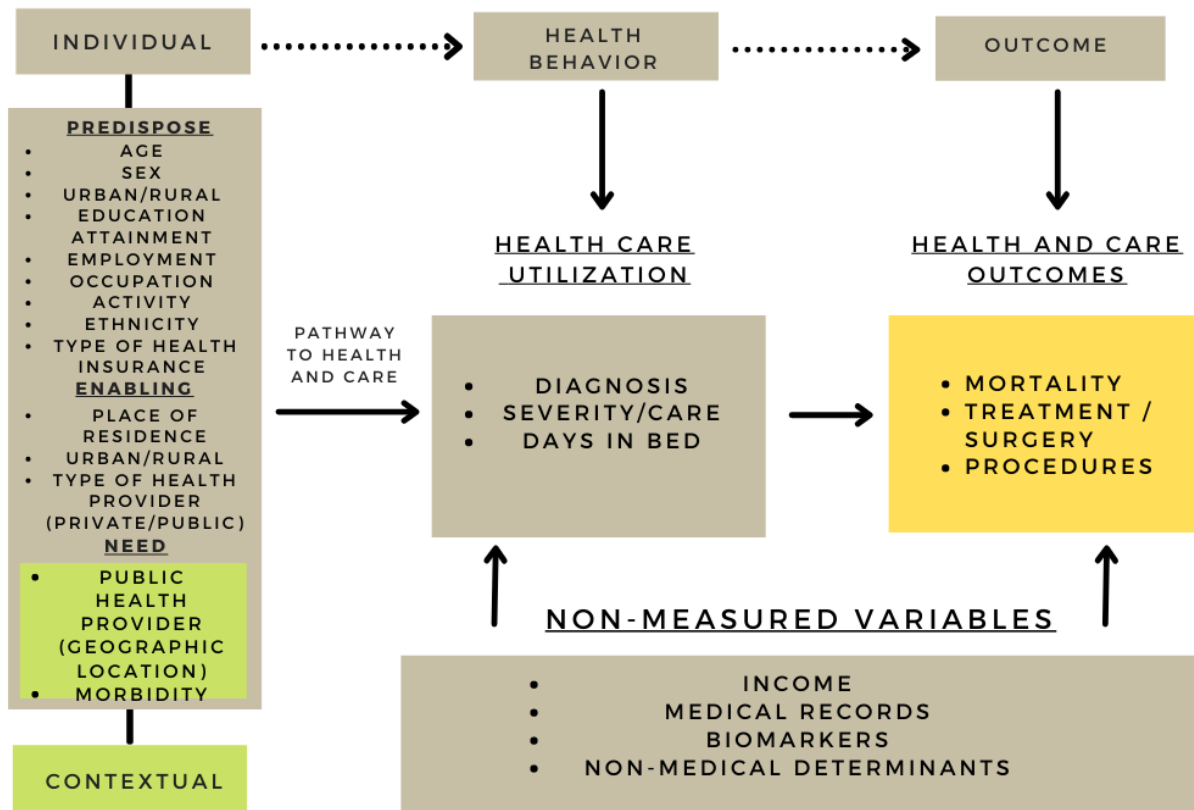 INDIVIDUAL
HEALTH
BEHAVIOR
OUTCOME
PREDISPOSE
• AGE
• SEX
• URBAN/RURAL
• EDUCATION
ATTAINMENT
• EMPLOYMENT
• OCCUPATION
• ACTIVITY
• ETHNICITY
• TYPE OF HEALTH
INSURANCE
ENABLING
• PLACE OF
RESIDENCE
• URBAN/RURAL
• TYPE OF HEALTH
PROVIDER
(PRIVATE/PUBLIC)
NEED
• PUBLIC
HEALTH
PROVIDER
(GEOGRAPHIC
LOCATION)
• MORBIDITY
CONTEXTUAL
PATHWAY
TO HEALTH
AND CARE
HEALTH CARE
UTILIZATION
• DIAGNOSIS
• SEVERITY/CARE
• DAYS IN BED
HEALTH AND CARE
OUTCOMES
• MORTALITY
• TREATMENT /
SURGERY
• PROCEDURES
NON-MEASURED VARIABLES
• INCOME
• MEDICAL RECORDS
• BIOMARKERS
• NON-MEDICAL DETERMINANTS